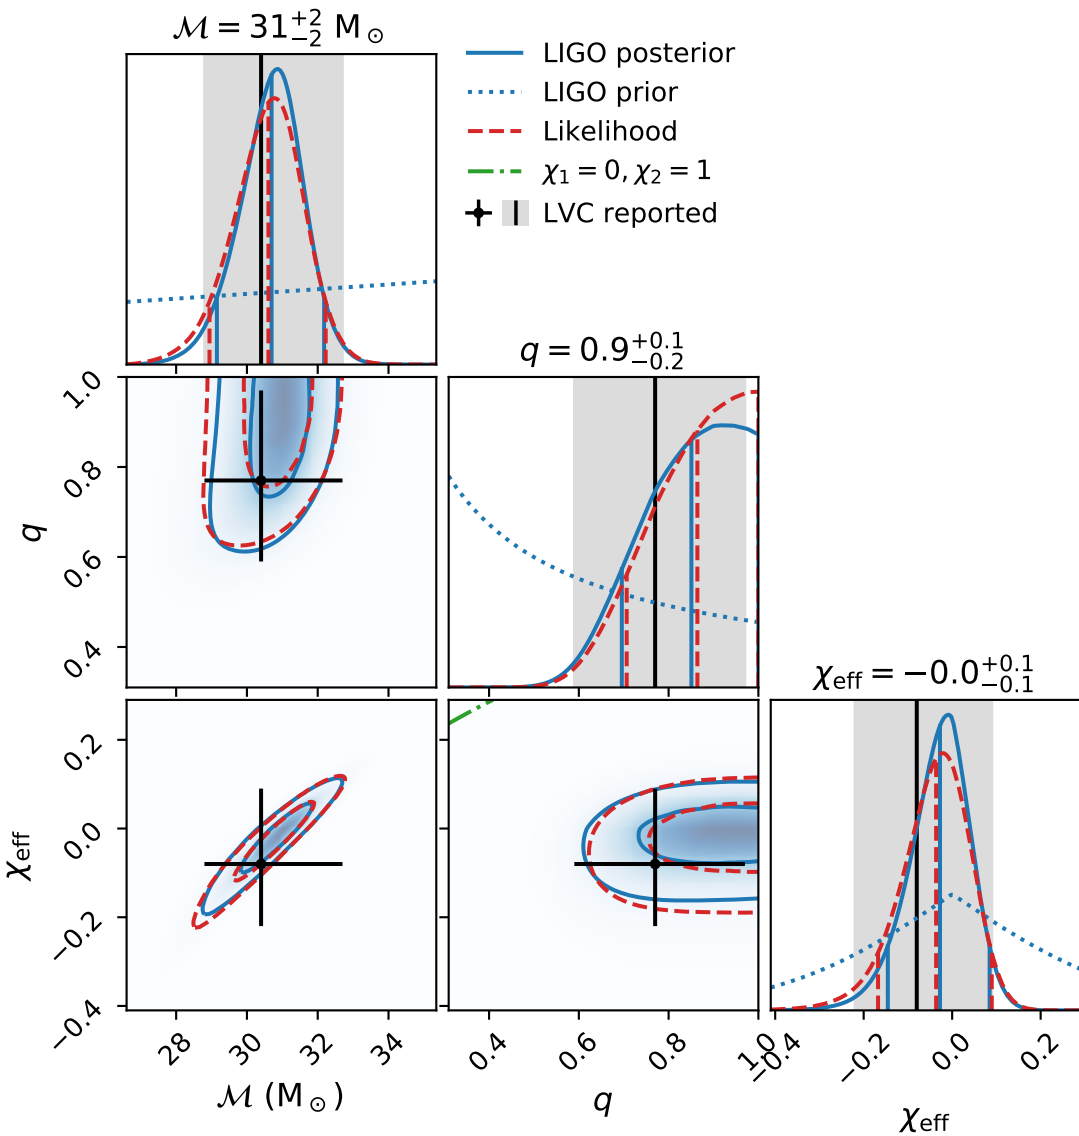 ℳ = 31⁺²₋₂ M⊙
LIGO posterior
LIGO prior
Likelihood
χ₁ = 0, χ₂ = 1
LVC reported
q = 0.9⁺⁰·¹₋₀.₂
1.0
0.8
0.6
0.4
q
χ_eff = −0.0⁺⁰·¹₋₀.₁
0.2
0.0
−0.2
−0.4
χ_eff
28 30 32 34
ℳ (M⊙)
0.4 0.6 0.8 1.0
q
−0.4 −0.2 0.0 0.2
χ_eff